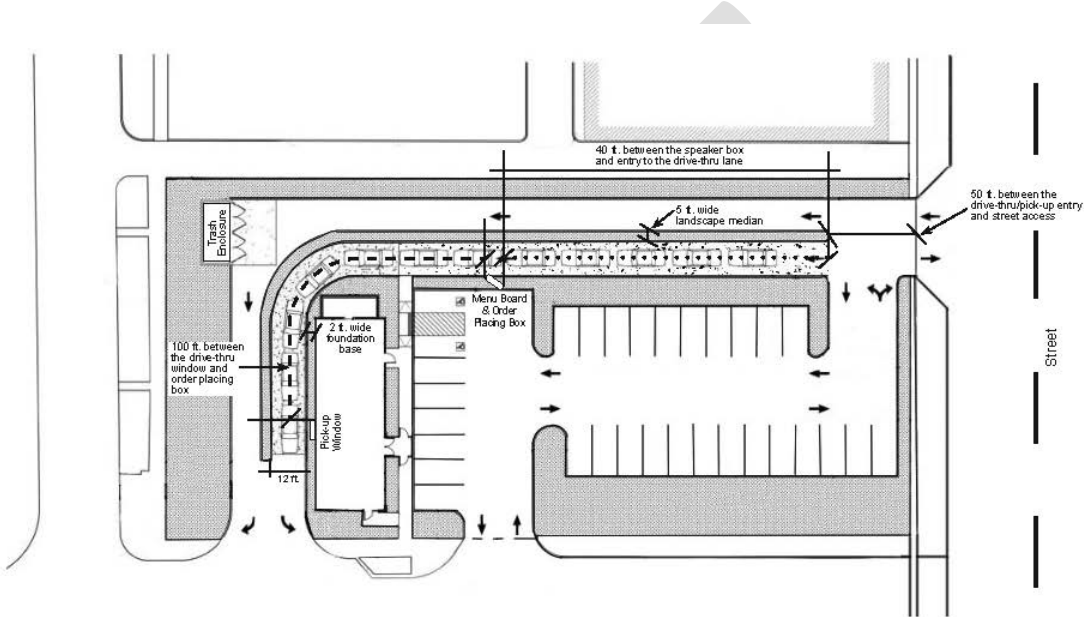 40 ft. between the speaker box
and entry to the drive-thru lane
50 ft. between the
drive-thru/pick-up entry
and street access
5 ft. wide
landscape median
Trash
Enclosure
Menu Board
& Order
Placing Box
2 ft. wide
foundation
base
100 ft. between
the drive-thru
window and
order placing
box
Pick-up
Window
12 ft.
Street